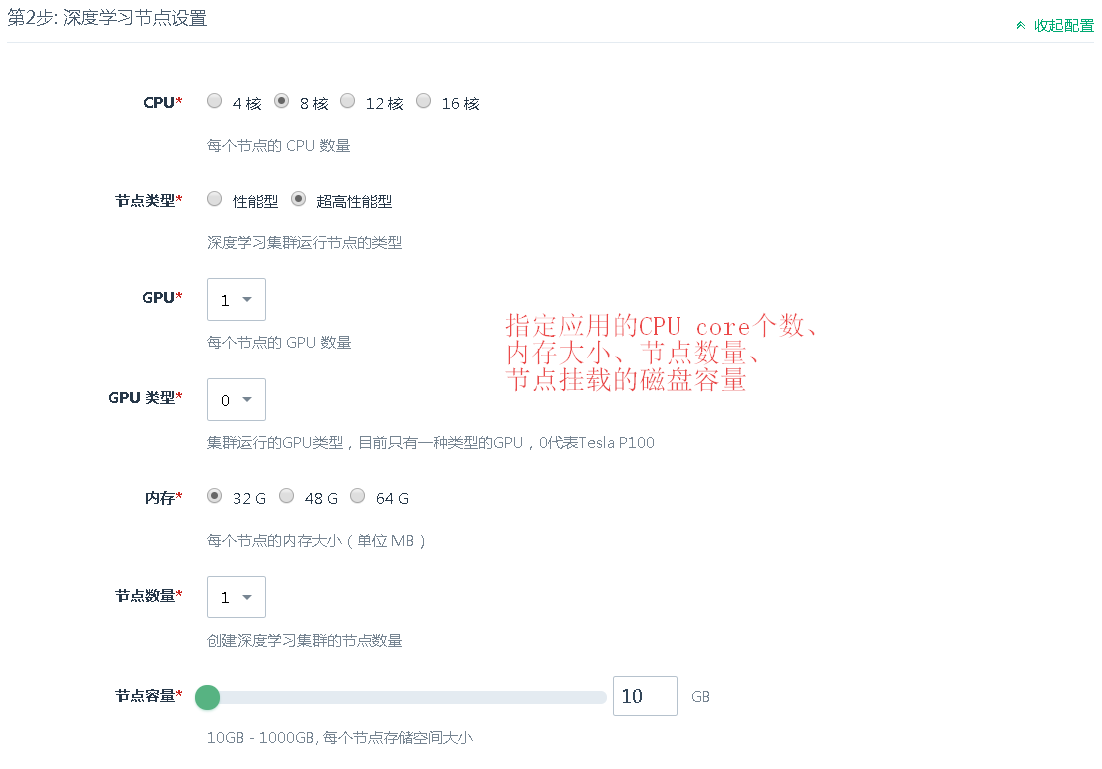 第2步: 深度学习节点设置
收起配置
CPU* 4 核 8 核 12 核 16 核
每个节点的 CPU 数量
节点类型* 性能型 超高性能型
深度学习集群运行节点的类型
GPU* 1
每个节点的 GPU 数量
指定应用的CPU core个数、
内存大小、节点数量、
节点挂载的磁盘容量
GPU 类型* 0
集群运行的GPU类型，目前只有一种类型的GPU，0代表Tesla P100
内存* 32 G 48 G 64 G
每个节点的内存大小（单位 MB ）
节点数量* 1
创建深度学习集群的节点数量
节点容量* 10 GB
10GB - 1000GB, 每个节点存储空间大小